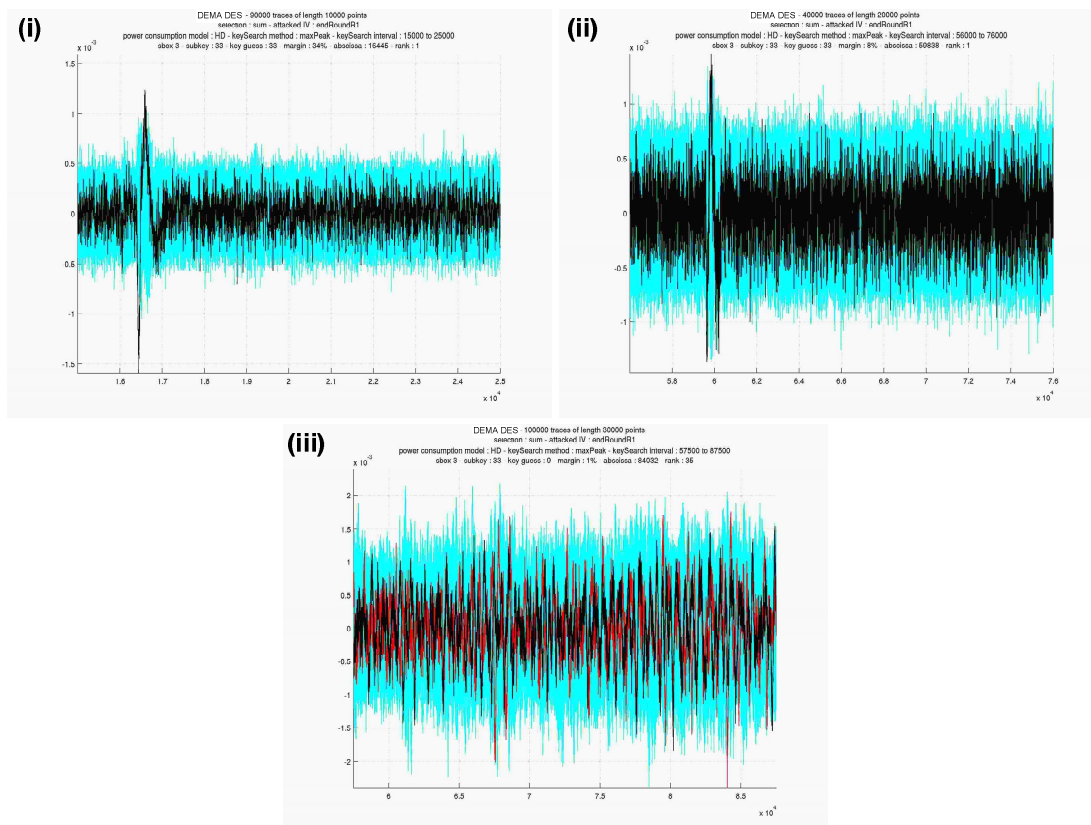 (i)
DEMA DES - 90000 traces of length 10000 points
selection : sum - attacked IV : endRoundR1
power consumption model : HD - keySearch method : maxPeak - keySearch interval : 15000 to 25000
sbox 3 - subkey : 33 - key guess : 33 margin : 34% - abscissa : 16445 - rank : 1
x 10-3
1.5
1
0.5
0
0.5
-1
-1.5
1.6 1.7 1.8 1.9 2 2.1 2.2 2.3 2.4 2.5
x 10^4
(ii)
DEMA DES - 40000 traces of length 20000 points
selection : sum - attacked IV : endRoundR1
power consumption model : HD - keySearch method : maxPeak - keySearch interval : 56000 to 76000
sbox 3 - subkey : 33 - key guess : 33 margin : 8% - abscissa : 50838 - rank : 1
x 10-3
1
0.5
0
-0.5
-1
5.8 6 6.2 6.4 6.6 6.8 7 7.2 7.4 7.6
x 10^4
(iii)
DEMA DES - 100000 traces of length 30000 points
selection : sum - attacked IV : endRoundR1
power consumption model : HD - keySearch method : maxPeak - keySearch interval : 57500 to 87500
sbox 3 - subkey : 33 - key guess : 0 margin : 1% - abscissa : 84032 - rank : 35
x 10-3
2
1.5
1
0.5
0
-0.5
-1
-1.5
-2
6 6.5 7 7.5 8 8.5
x 10^4